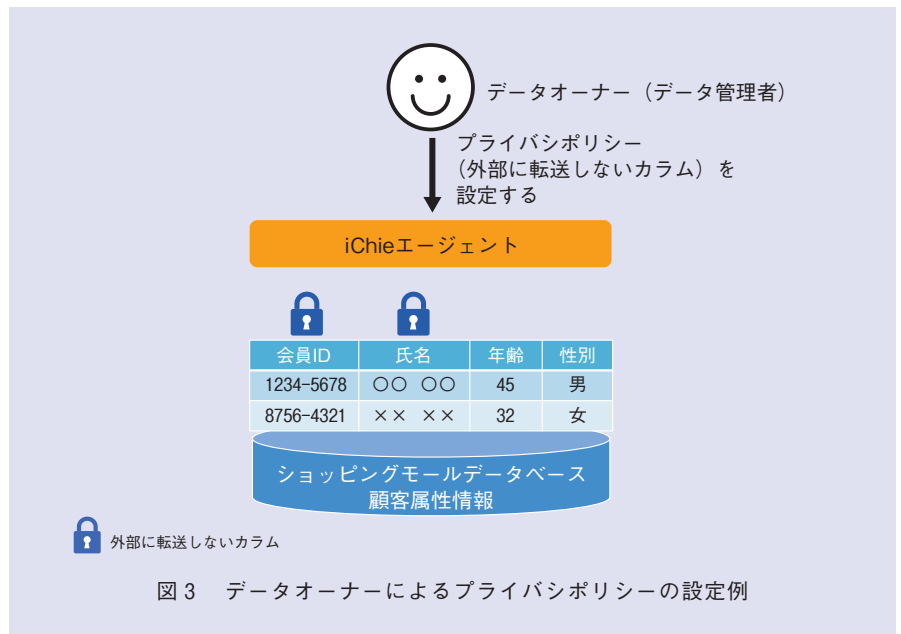 データオーナー（データ管理者）
プライバシポリシー
（外部に転送しないカラム）を
設定する
iChieエージェント
会員ID 氏名 年齢 性別
1234-5678 ○○ ○○ 45 男
8756-4321 ×× ×× 32 女
ショッピングモールデータベース
顧客属性情報
外部に転送しないカラム
図3 データオーナーによるプライバシポリシーの設定例